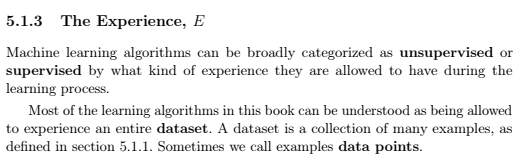 5.1.3 The Experience, E
Machine learning algorithms can be broadly categorized as unsupervised or
supervised by what kind of experience they are allowed to have during the
learning process.
Most of the learning algorithms in this book can be understood as being allowed
to experience an entire dataset. A dataset is a collection of many examples, as
defined in section 5.1.1. Sometimes we call examples data points.